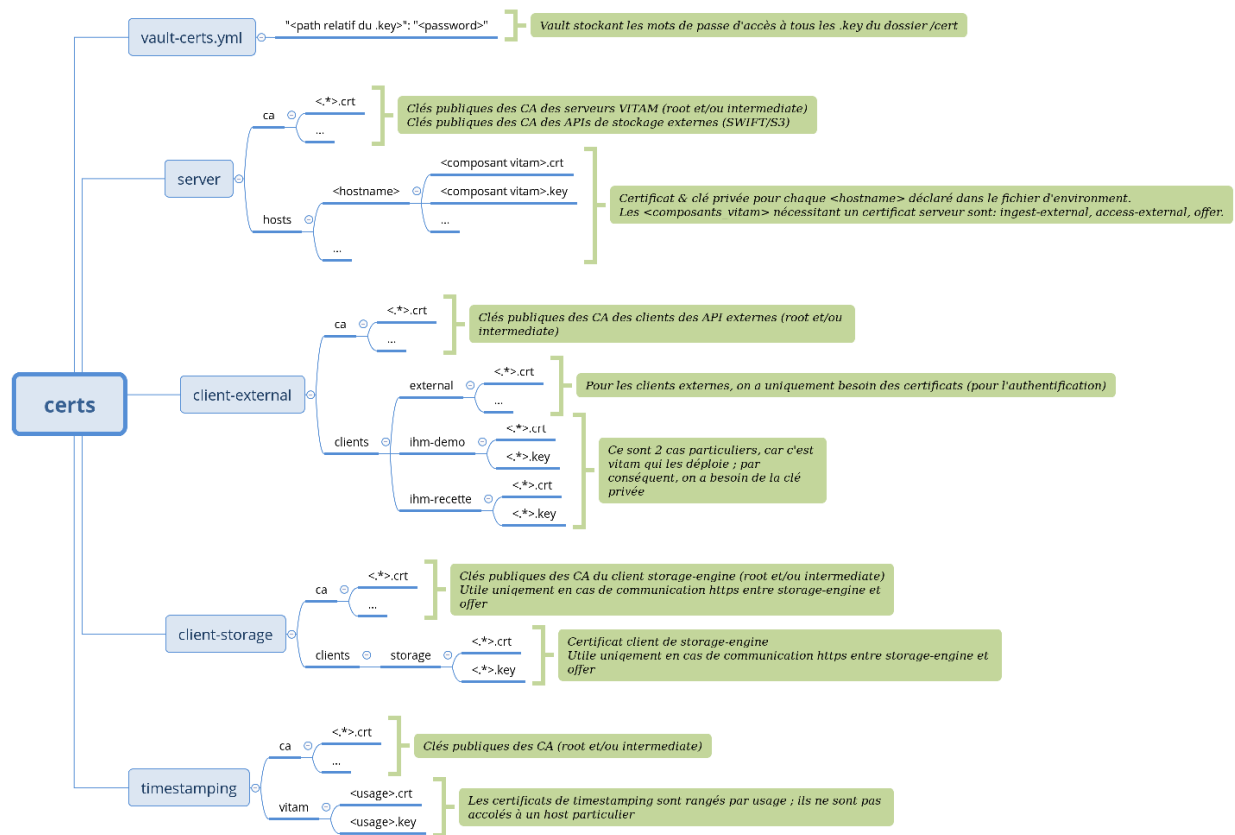 vault-certs.yml
"<path relatif du .key>": "<password>"
Vault stockant les mots de passe d'accès à tous les .key du dossier /cert
server
ca
<.*>.crt
...
Clés publiques des CA des serveurs VITAM (root et/ou intermediate)
Clés publiques des CA des APIs de stockage externes (SWIFT/S3)
hosts
<hostname>
<composant vitam>.crt
<composant vitam>.key
...
...
Certificat & clé privée pour chaque <hostname> déclaré dans le fichier d'environment.
Les <composants vitam> nécessitant un certificat serveur sont: ingest-external, access-external, offer.
certs
client-external
ca
<.*>.crt
...
Clés publiques des CA des clients des API externes (root et/ou
intermediate)
clients
external
<.*>.crt
...
Pour les clients externes, on a uniquement besoin des certificats (pour l'authentification)
ihm-demo
<.*>.crt
<.*>.key
ihm-recette
<.*>.crt
<.*>.key
Ce sont 2 cas particuliers, car c'est
vitam qui les déploie ; par
conséquent, on a besoin de la clé
privée
client-storage
ca
<.*>.crt
...
Clés publiques des CA du client storage-engine (root et/ou intermediate)
Utile uniqement en cas de communication https entre storage-engine et
offer
clients
storage
<.*>.crt
<.*>.key
Certificat client de storage-engine
Utile uniqement en cas de communication https entre storage-engine et
offer
timestamping
ca
<.*>.crt
...
Clés publiques des CA (root et/ou intermediate)
vitam
<usage>.crt
<usage>.key
Les certificats de timestamping sont rangés par usage ; ils ne sont pas
accolés à un host particulier